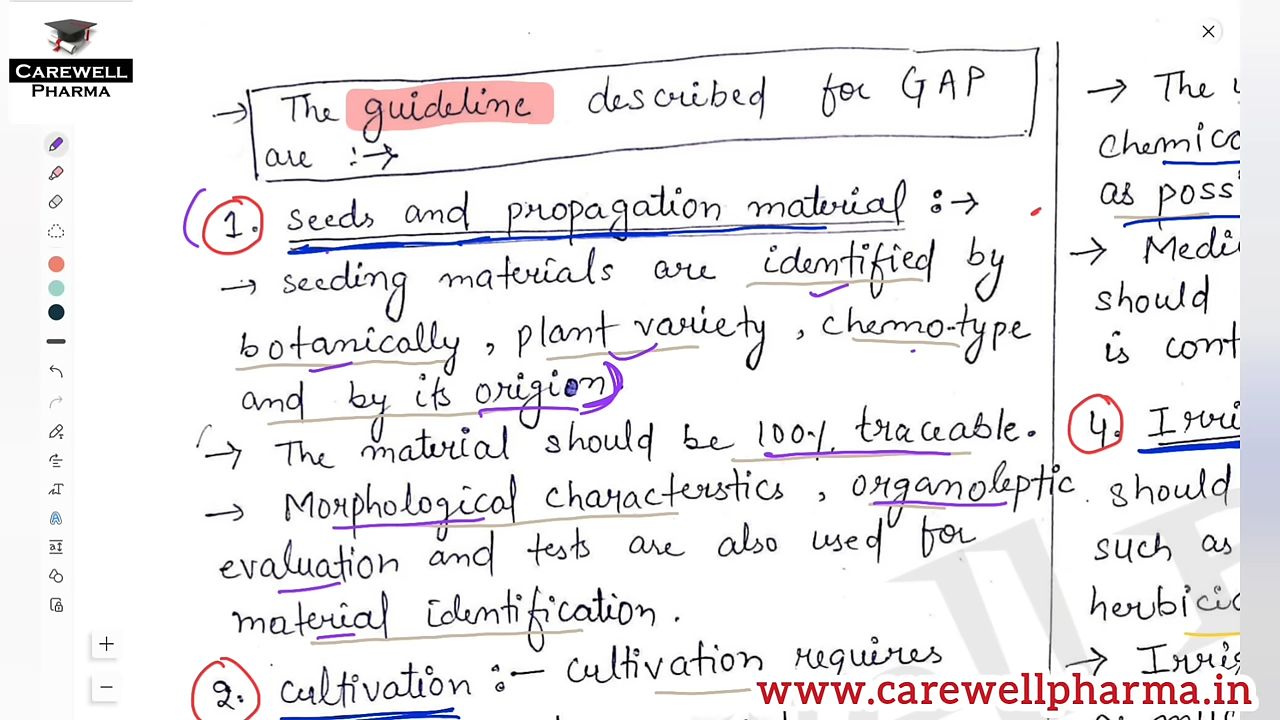 CAREWELL
PHARMA
→ The guideline described for GAP
are :→
1. seeds and propagation material :→
→ seeding materials are identified by
botanically, plant variety, chemo-type
and by its origion
→ The material should be 100% traceable.
→ Morphological characterstics, organoleptic
evaluation and tests are also used for
material identification.
2. cultivation :- cultivation requires
→ The
chemic
as poss
→ Medi
should
is cont
4. Irri
should
such as
herbici
→ Irrig
www.carewellpharma.in